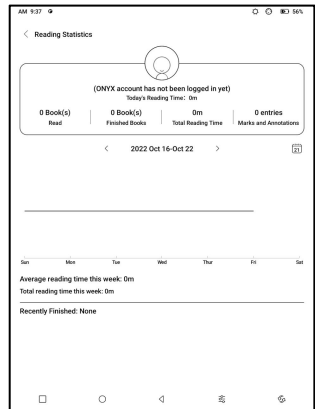 AM 9:37
56%
Reading Statistics
(ONYX account has not been logged in yet)
Today's Reading Time: 0m
0 Book(s) 0 Book(s) 0m 0 entries
Read Finished Books Total Reading Time Marks and Annotations
2022 Oct 16-Oct 22
21
Sun Mon Tue Wed Thur Fri Sat
Average reading time this week: 0m
Total reading time this week: 0m
Recently Finished: None